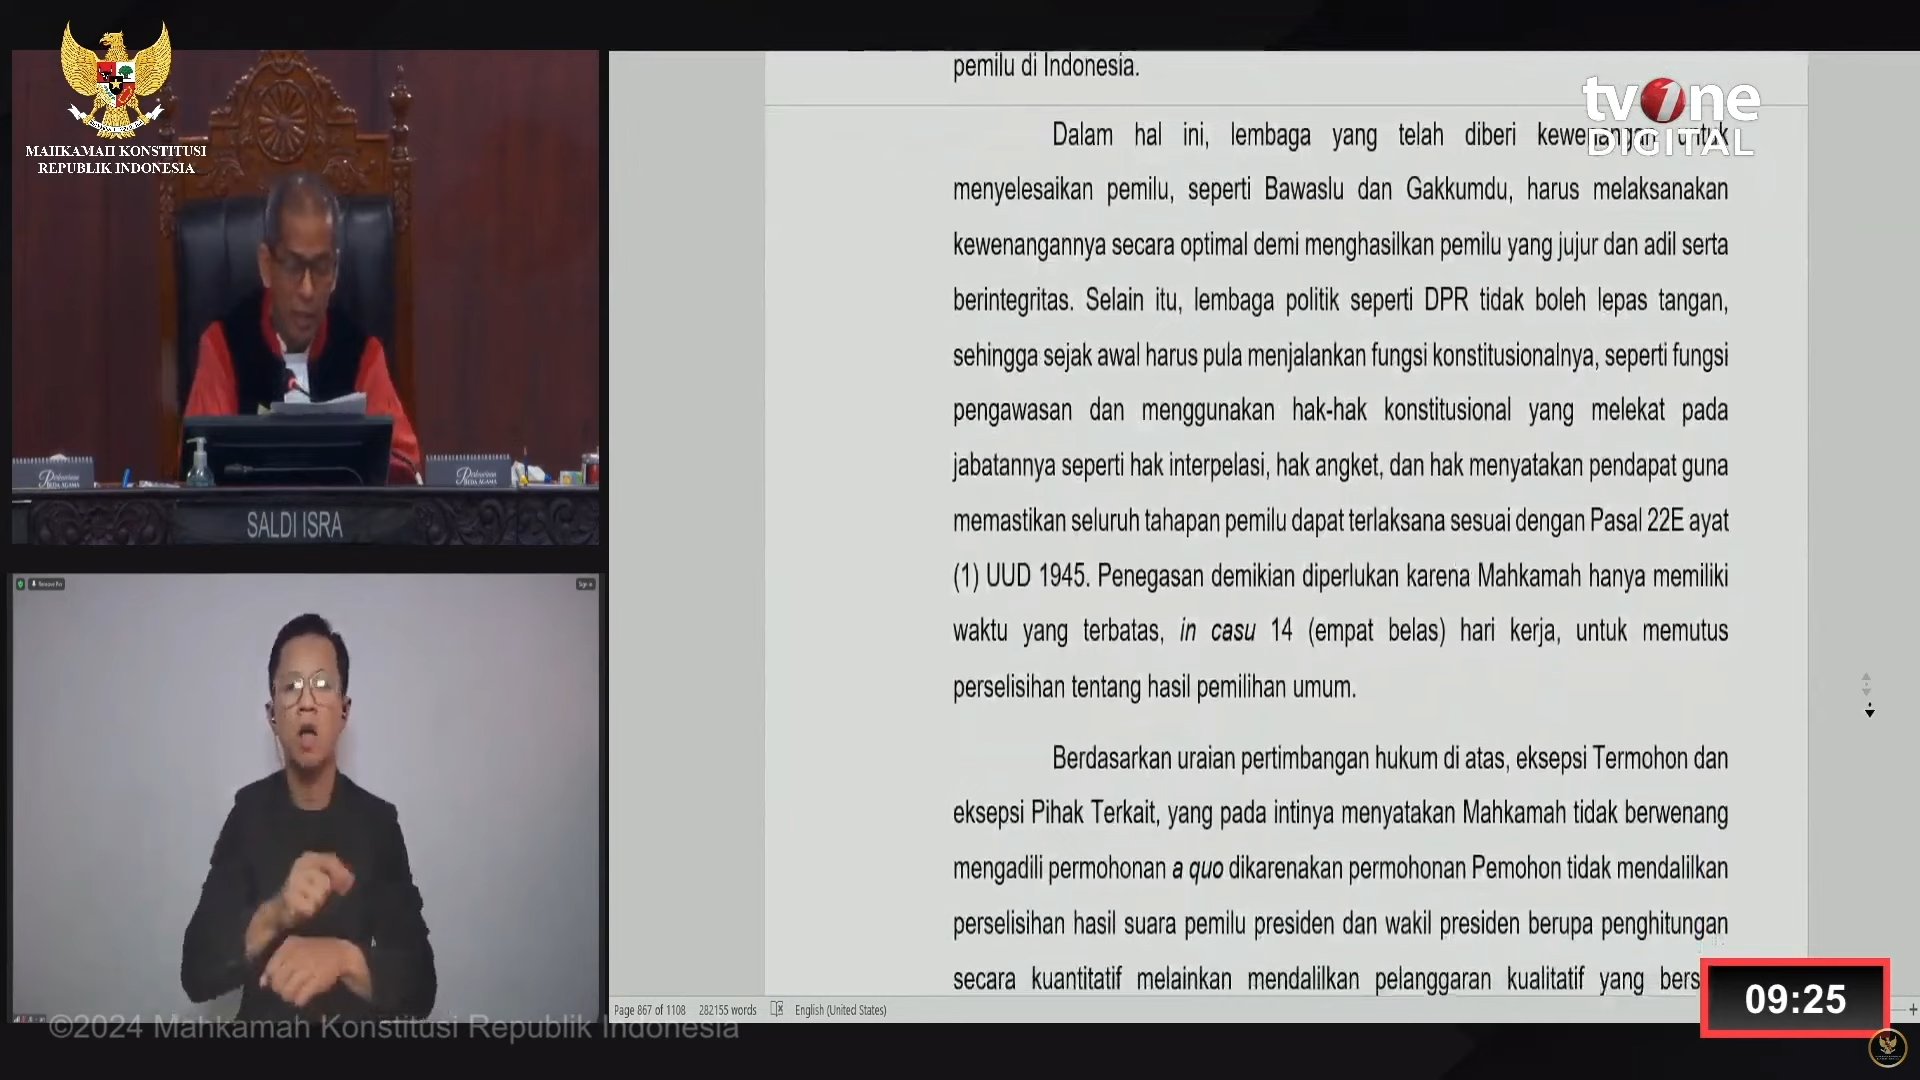 MAHKAMAH KONSTITUSI
REPUBLIK INDONESIA
SALDI ISRA
tvOne
DIGITAL
pemilu di Indonesia.
Dalam hal ini, lembaga yang telah diberi kewenangan untuk
menyelesaikan pemilu, seperti Bawaslu dan Gakkumdu, harus melaksanakan
kewenangannya secara optimal demi menghasilkan pemilu yang jujur dan adil serta
berintegritas. Selain itu, lembaga politik seperti DPR tidak boleh lepas tangan,
sehingga sejak awal harus pula menjalankan fungsi konstitusionalnya, seperti fungsi
pengawasan dan menggunakan hak-hak konstitusional yang melekat pada
jabatannya seperti hak interpelasi, hak angket, dan hak menyatakan pendapat guna
memastikan seluruh tahapan pemilu dapat terlaksana sesuai dengan Pasal 22E ayat
(1) UUD 1945. Penegasan demikian diperlukan karena Mahkamah hanya memiliki
waktu yang terbatas, in casu 14 (empat belas) hari kerja, untuk memutus
perselisihan tentang hasil pemilihan umum.
Berdasarkan uraian pertimbangan hukum di atas, eksepsi Termohon dan
eksepsi Pihak Terkait, yang pada intinya menyatakan Mahkamah tidak berwenang
mengadili permohonan a quo dikarenakan permohonan Pemohon tidak mendalilkan
perselisihan hasil suara pemilu presiden dan wakil presiden berupa penghitungan
secara kuantitatif melainkan mendalilkan pelanggaran kualitatif yang bers
Page 867 of 1108 282155 words English (United States)
09:25
©2024 Mahkamah Konstitusi Republik Indonesia